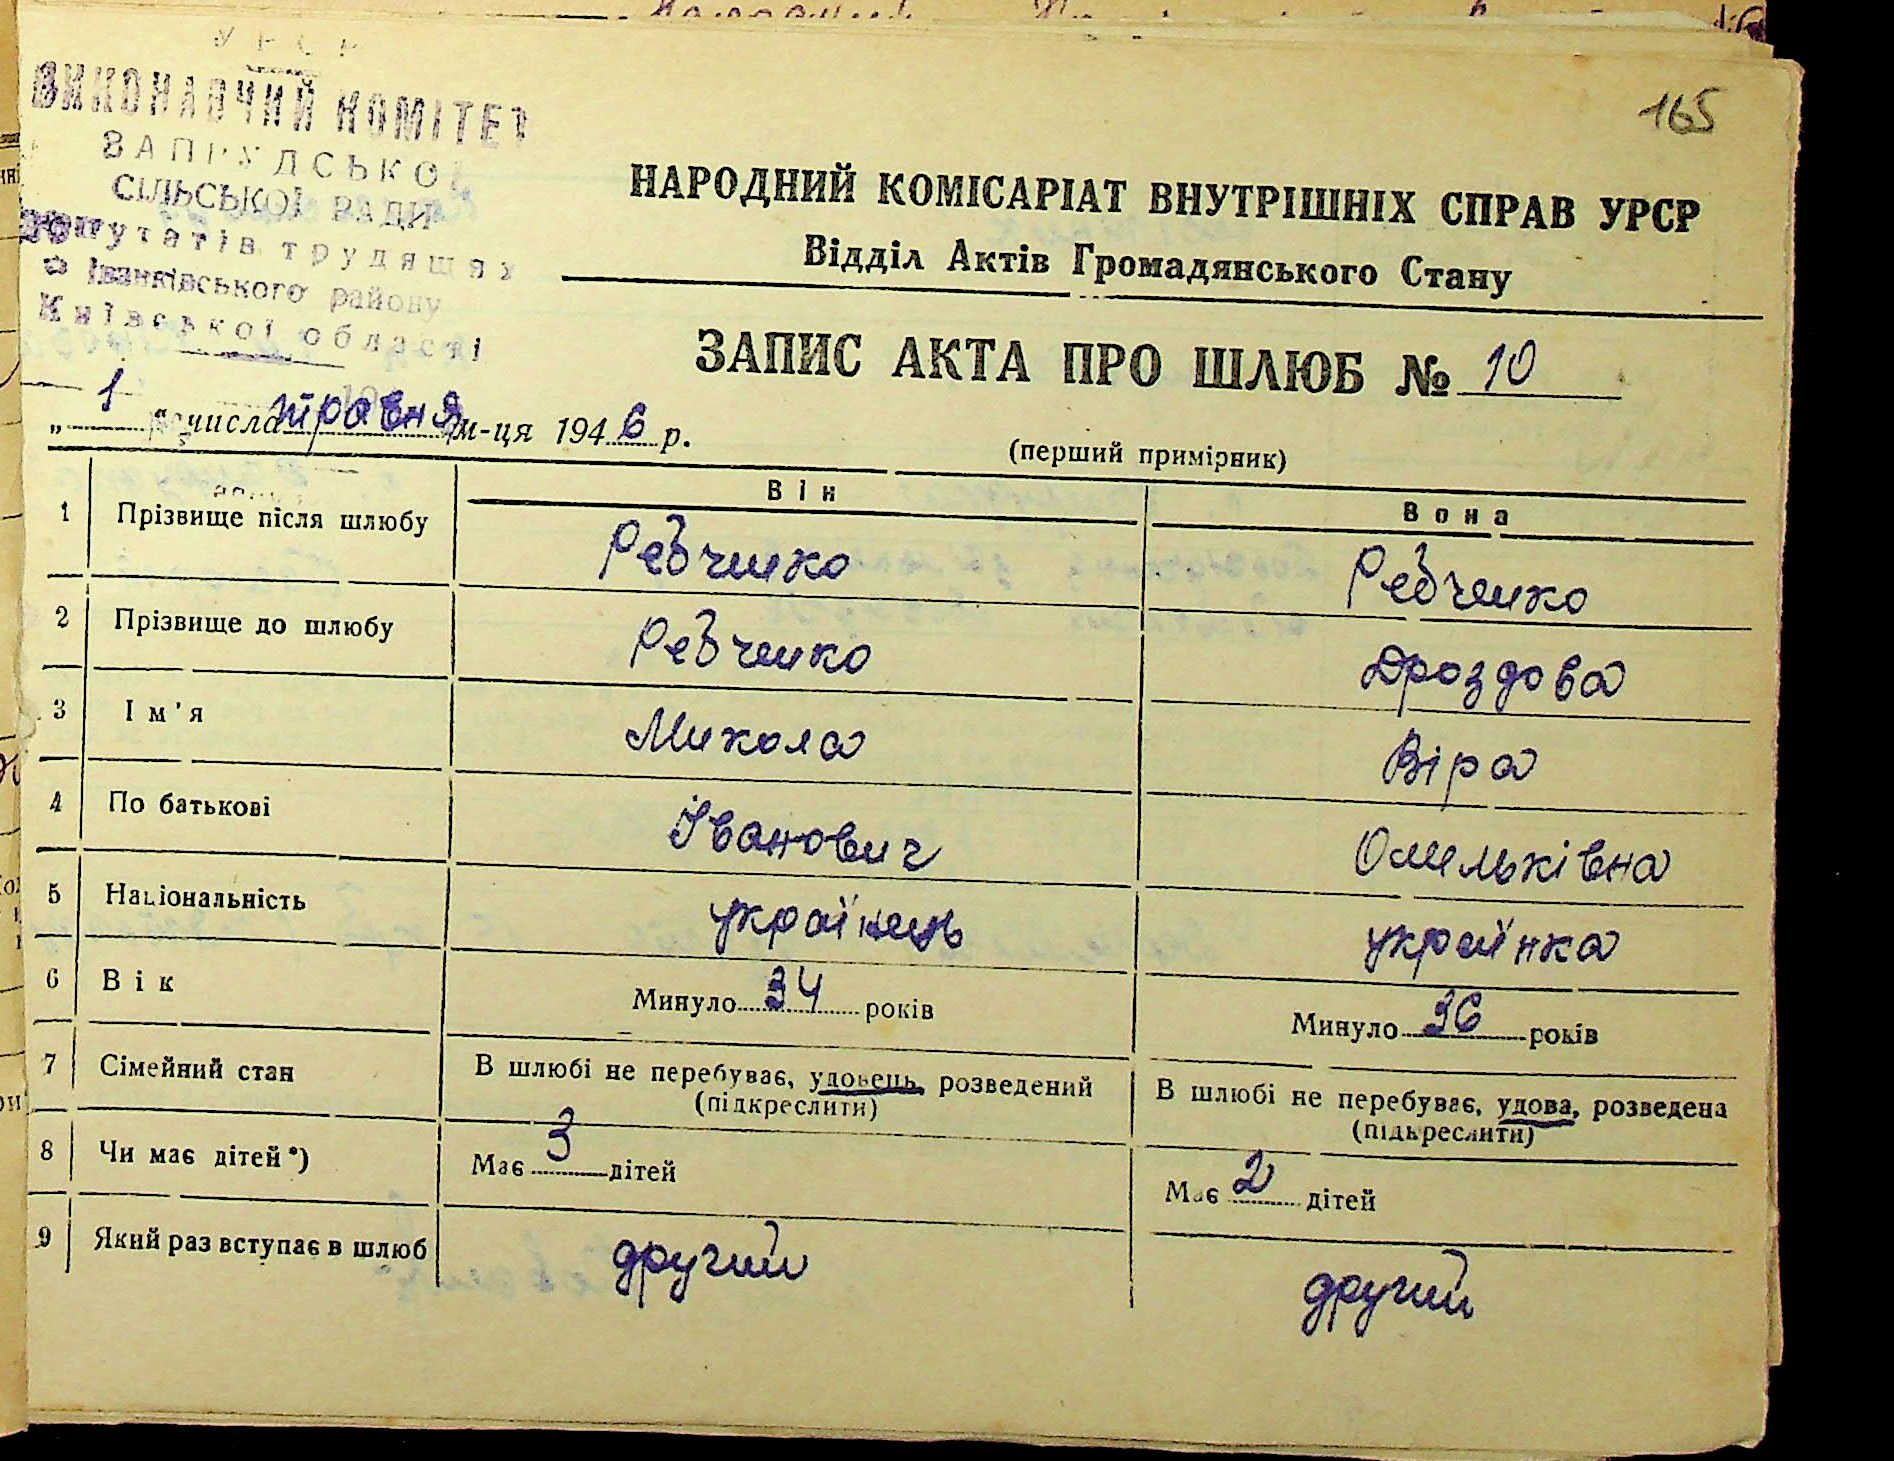 165
УРСР
ВИКОНАВЧИЙ КОМІТЕТ
ЗАПРУДСЬКОЇ
СІЛЬСЬКОЇ РАДИ
депутатів трудящих
Іванківського району
Київської області
НАРОДНИЙ КОМІСАРІАТ ВНУТРІШНІХ СПРАВ УРСР
Відділ Актів Громадянського Стану
ЗАПИС АКТА ПРО ШЛЮБ № 10
„ 1 “ числа травня м-ця 1946 р.
(перший примірник)
Він Вона
1 Прізвище після шлюбу Ревченко Ревченко
2 Прізвище до шлюбу Ревченко Дроздова
3 Ім'я Микола Віра
4 По батькові Іванович Омельківна
5 Національність українець українка
6 Вік Минуло 34 років Минуло 36 років
7 Сімейний стан В шлюбі не перебуває, удовець, розведений В шлюбі не перебуває, удова, розведена
(підкреслити) (підкреслити)
8 Чи має дітей*) Має 3 дітей Має 2 дітей
9 Який раз вступає в шлюб другий другий